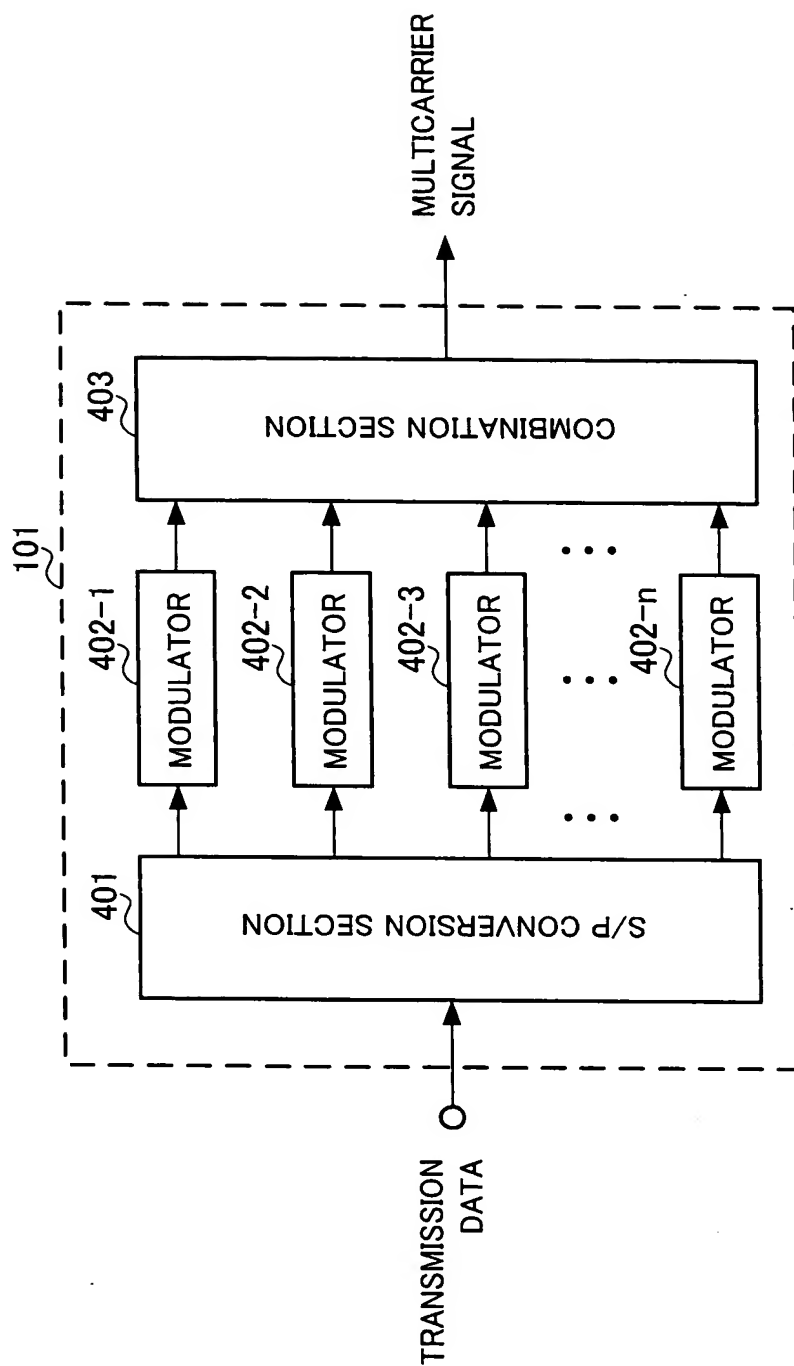 101
TRANSMISSION
DATA
401
S/P CONVERSION SECTION
402-1
MODULATOR
402-2
MODULATOR
402-3
MODULATOR
402-n
MODULATOR
403
COMBINATION SECTION
MULTICARRIER
SIGNAL